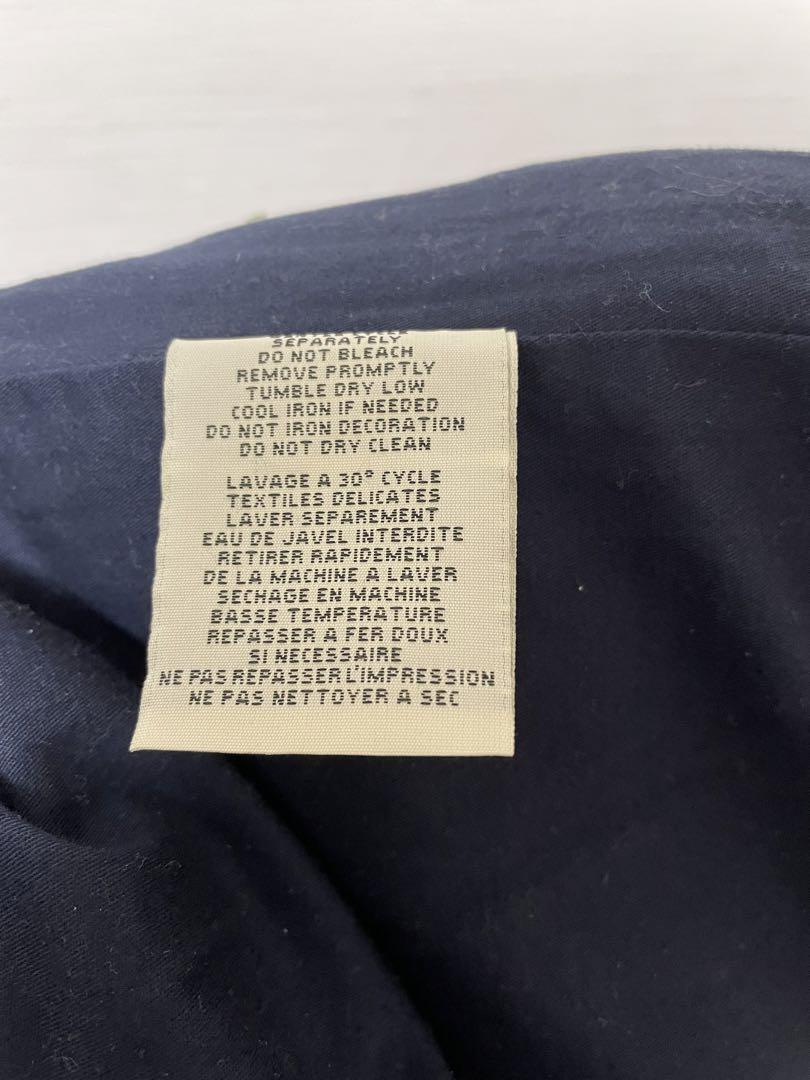 SEPARATELY
DO NOT BLEACH
REMOVE PROMPTLY
TUMBLE DRY LOW
COOL IRON IF NEEDED
DO NOT IRON DECORATION
DO NOT DRY CLEAN
LAVAGE A 30° CYCLE
TEXTILES DELICATES
LAVER SEPAREMENT
EAU DE JAVEL INTERDITE
RETIRER RAPIDEMENT
DE LA MACHINE A LAVER
SECHAGE EN MACHINE
BASSE TEMPERATURE
REPASSER A FER DOUX
SI NECESSAIRE
NE PAS REPASSER L'IMPRESSION
NE PAS NETTOYER A SEC